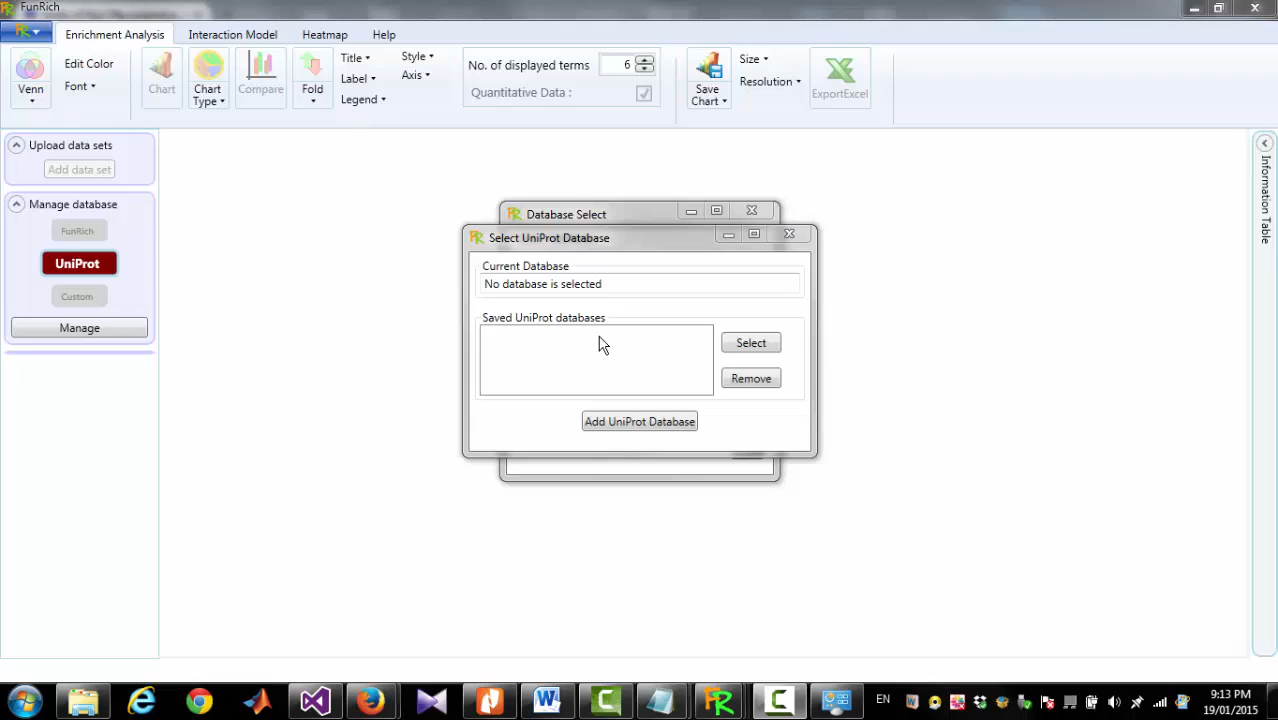 FunRich
Enrichment Analysis
Interaction Model
Heatmap
Help
Venn
Edit Color
Font
Chart
Chart Type
Compare
Fold
Title
Label
Legend
Style
Axis
No. of displayed terms 6
Quantitative Data :
Save Chart
Size
Resolution
ExportExcel
Upload data sets
Add data set
Manage database
FunRich
UniProt
Custom
Manage
Database Select
Select UniProt Database
Current Database
No database is selected
Saved UniProt databases
Select
Remove
Add UniProt Database
Information Table
EN
9:13 PM
19/01/2015